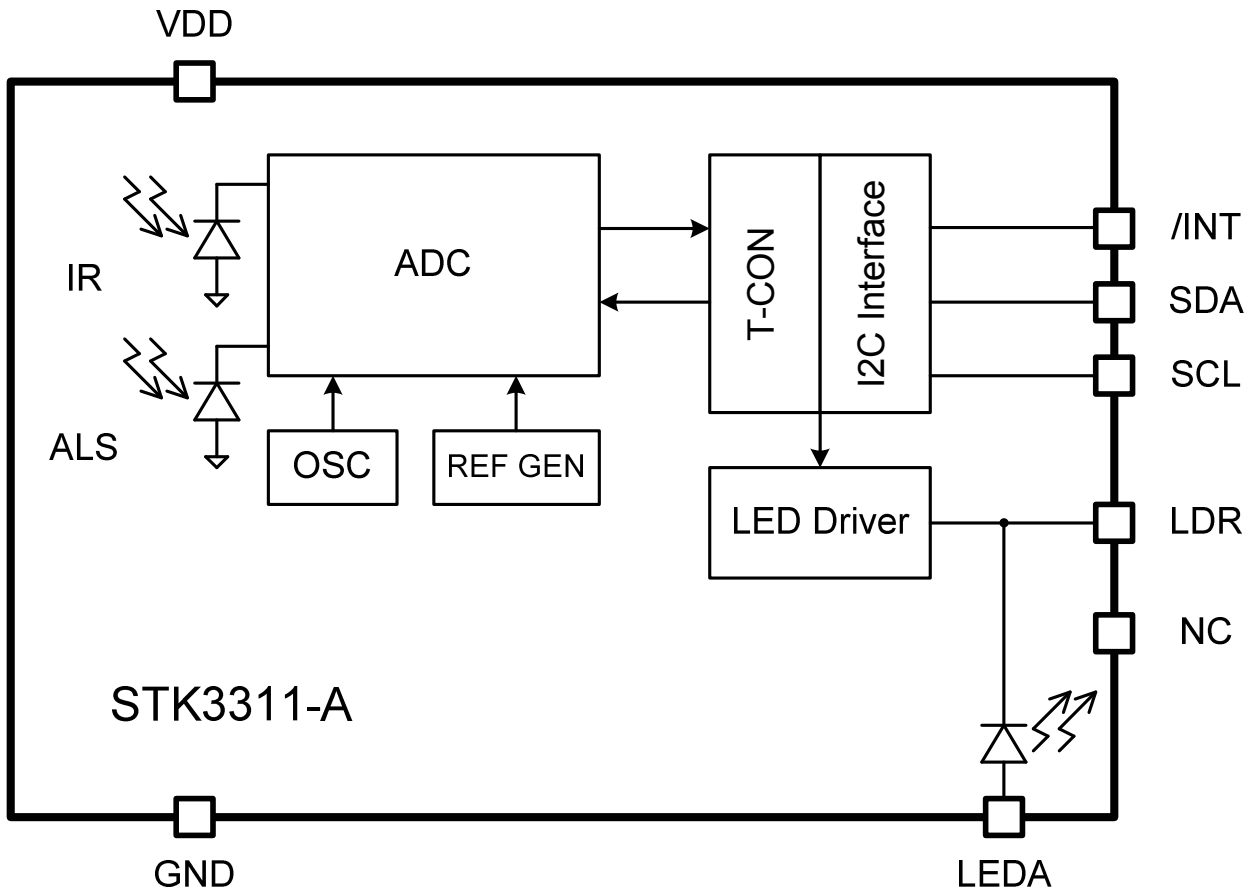 VDD
ADC
T-CON
I2C Interface
/INT
IR
SDA
SCL
ALS
OSC
REF GEN
LED Driver
LDR
NC
STK3311-A
GND
LEDA